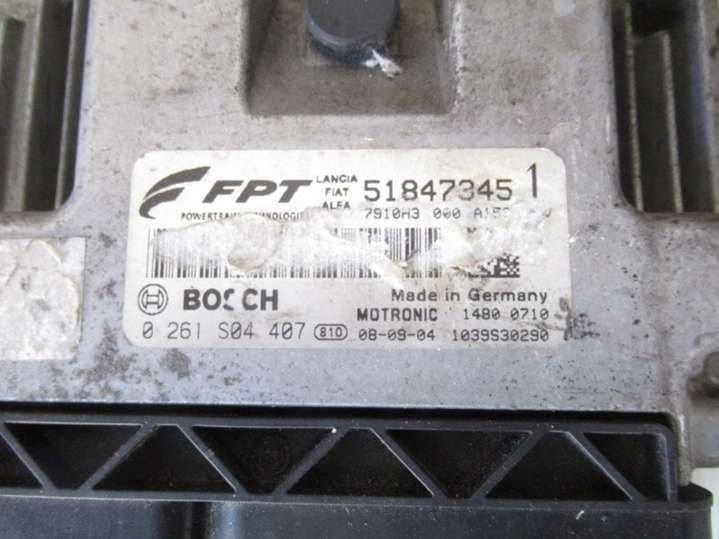 FPT LANCIA FIAT ALFA 51847345 1
7910H3 000
BOSCH Made in Germany
MOTRONIC 1480 0710
0 261 S04 407 810 08-09-04 1039S30290